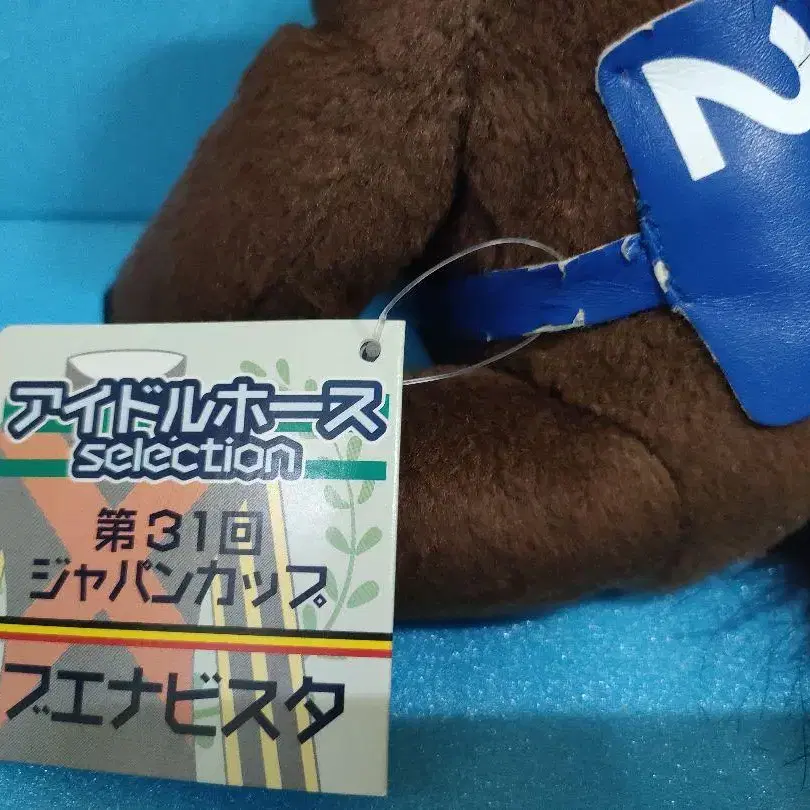 アイドルホース
selection
第31回
ジャパンカップ
ブエナビスタ
2